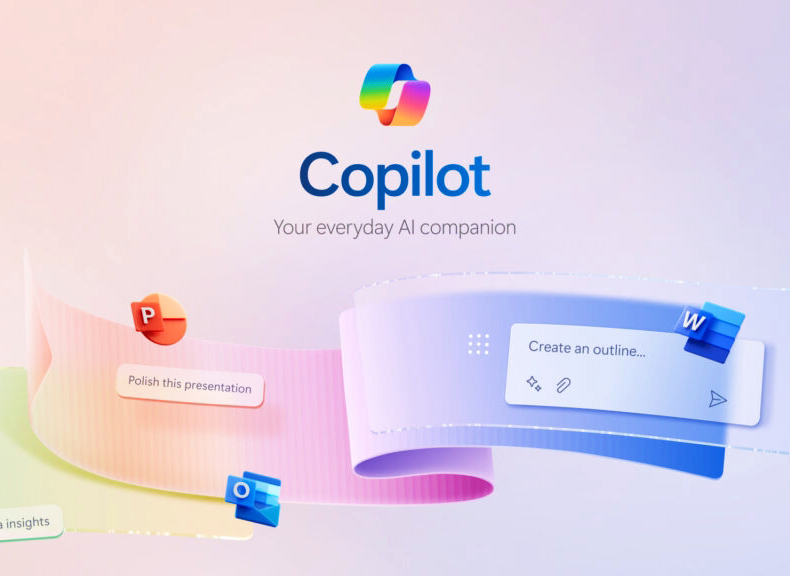 Copilot
Your everyday AI companion
P
Polish this presentation
W
Create an outline...
O
insights